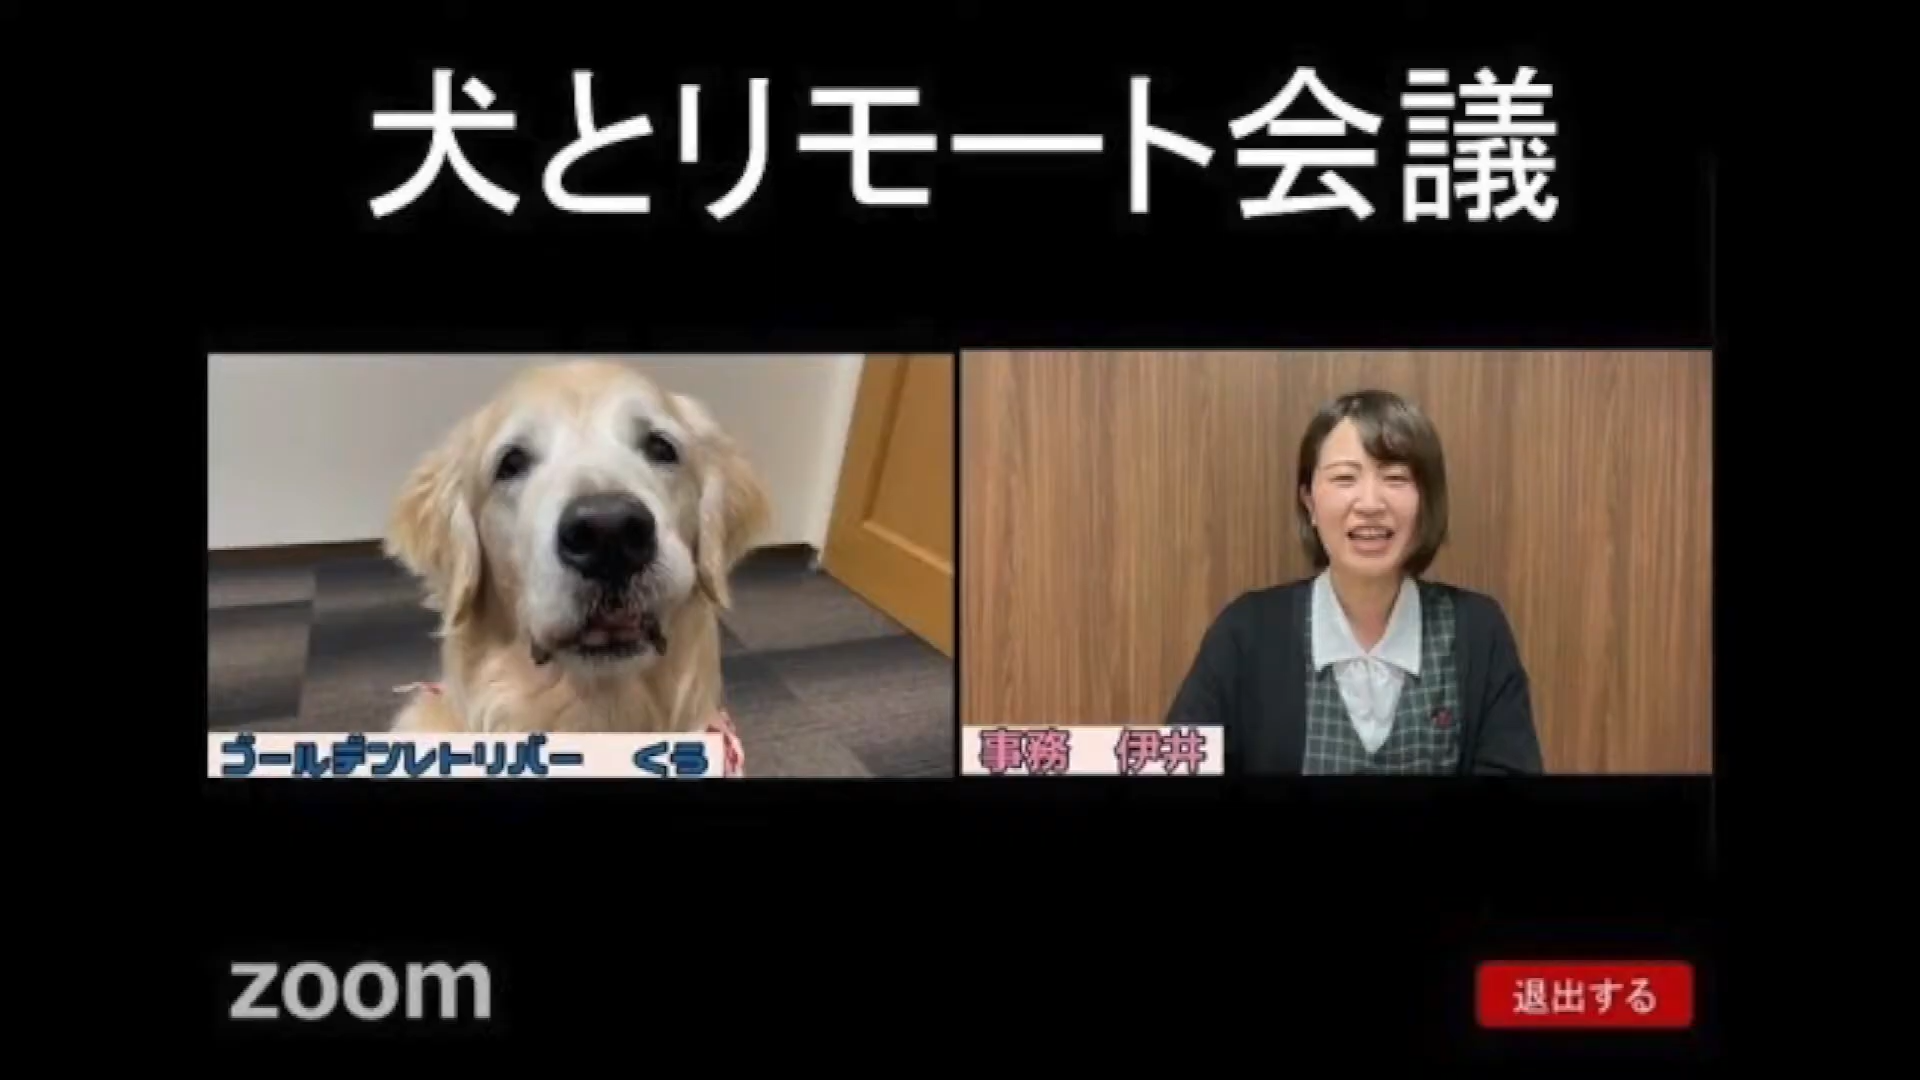 犬とリモート会議
ゴールデンレトリバー　くぅ
事務　伊井
zoom
退出する